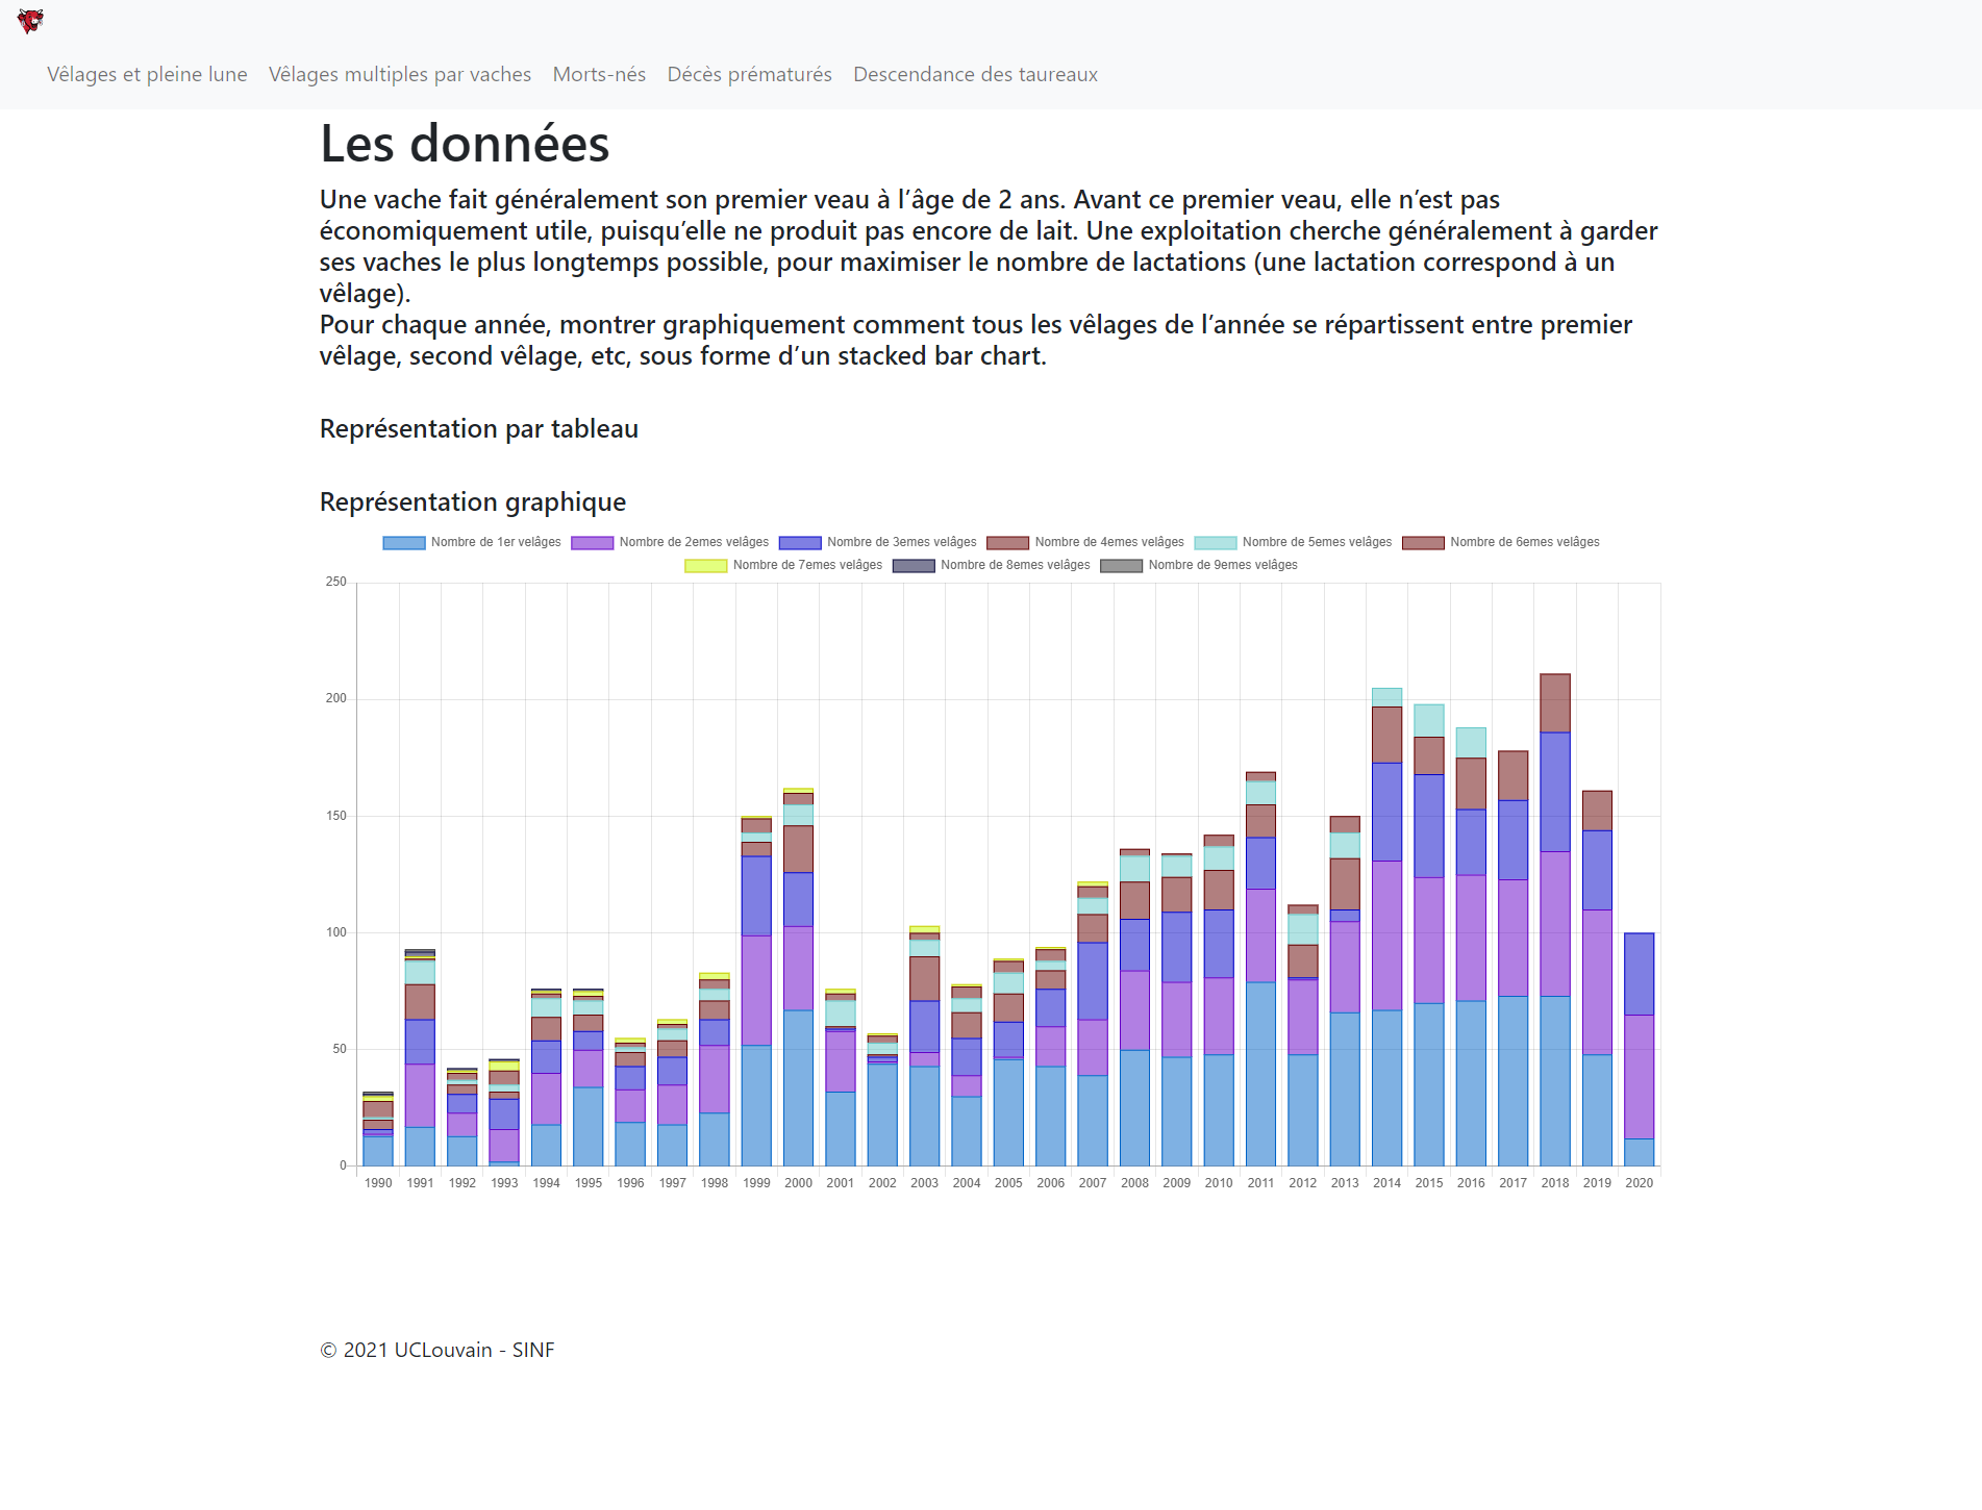 Vêlages et pleine lune Vêlages multiples par vaches Morts-nés Décès prématurés Descendance des taureaux
Les données
Une vache fait généralement son premier veau à l’âge de 2 ans. Avant ce premier veau, elle n’est pas
économiquement utile, puisqu’elle ne produit pas encore de lait. Une exploitation cherche généralement à garder
ses vaches le plus longtemps possible, pour maximiser le nombre de lactations (une lactation correspond à un
vêlage).
Pour chaque année, montrer graphiquement comment tous les vêlages de l’année se répartissent entre premier
vêlage, second vêlage, etc, sous forme d’un stacked bar chart.
Représentation par tableau
Représentation graphique
Nombre de 1er velâges Nombre de 2emes velâges Nombre de 3emes velâges Nombre de 4emes velâges Nombre de 5emes velâges Nombre de 6emes velâges
Nombre de 7emes velâges Nombre de 8emes velâges Nombre de 9emes velâges
250
200
150
100
50
0
1990 1991 1992 1993 1994 1995 1996 1997 1998 1999 2000 2001 2002 2003 2004 2005 2006 2007 2008 2009 2010 2011 2012 2013 2014 2015 2016 2017 2018 2019 2020
© 2021 UCLouvain - SINF